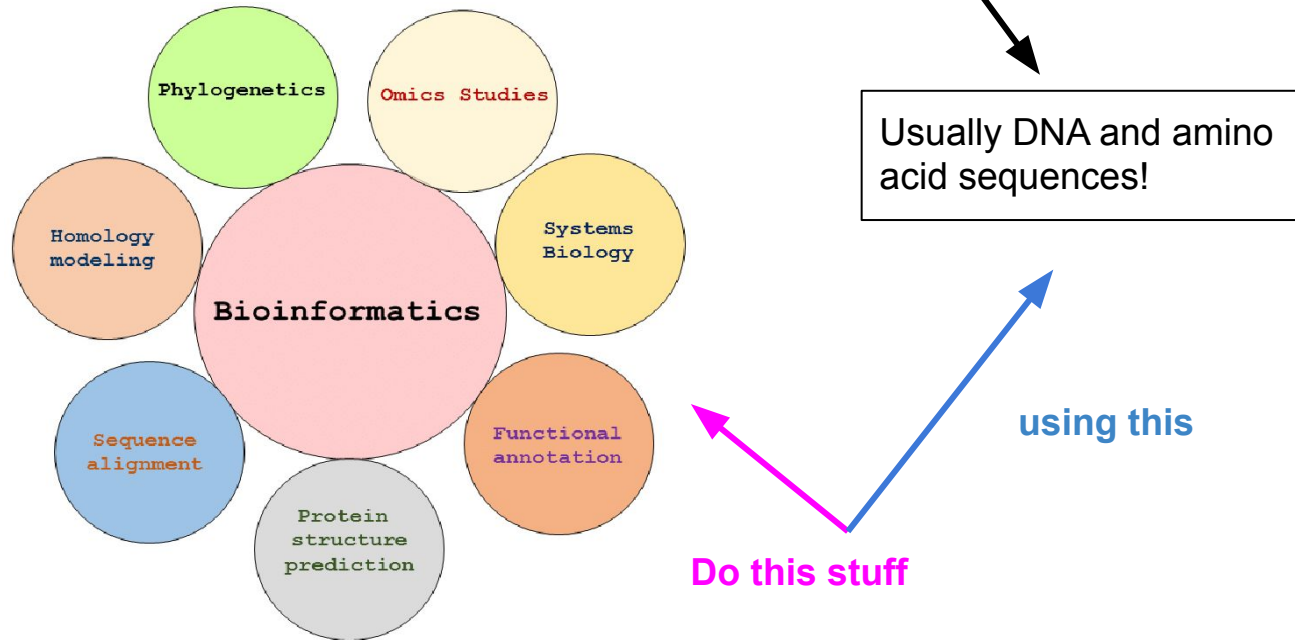 Phylogenetics
Omics Studies
Usually DNA and amino
acid sequences!
Homology
modeling
Systems
Biology
Bioinformatics
Sequence
alignment
Functional
annotation
using this
Protein
structure
prediction
Do this stuff